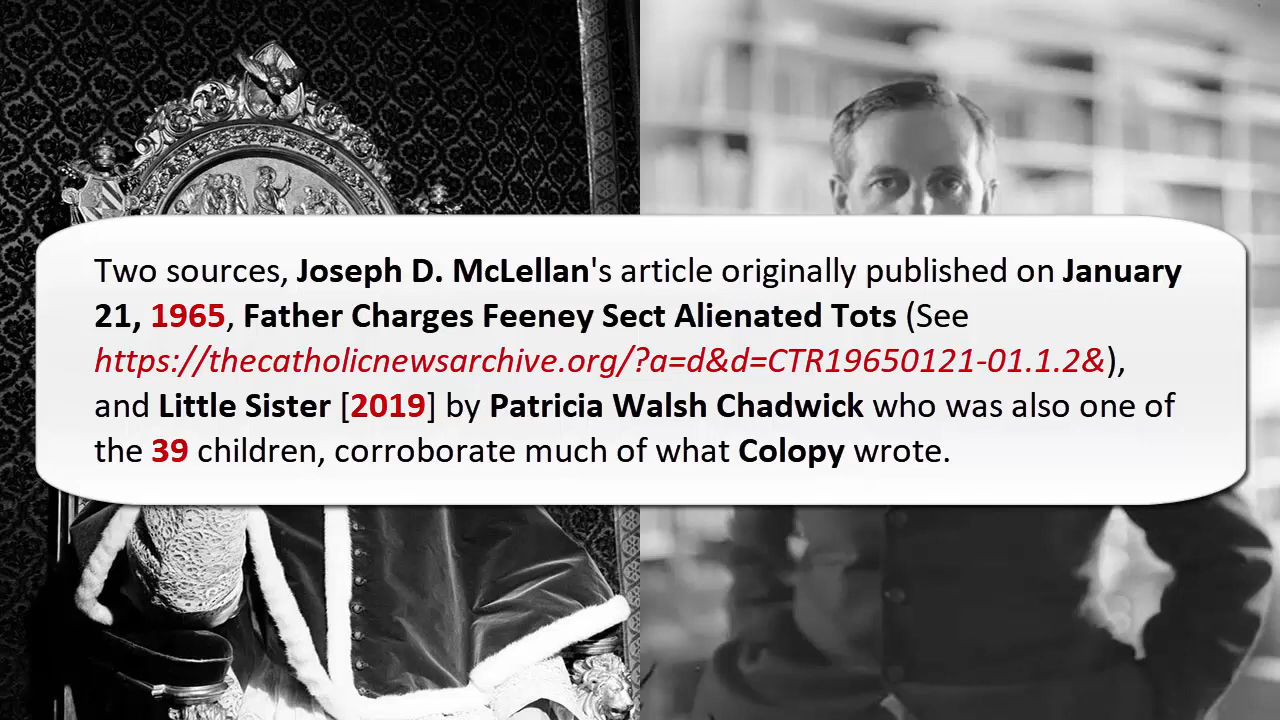 Two sources, Joseph D. McLellan's article originally published on January
21, 1965, Father Charges Feeney Sect Alienated Tots (See
https://thecatholicnewsarchive.org/?a=d&d=CTR19650121-01.1.2&),
and Little Sister [2019] by Patricia Walsh Chadwick who was also one of
the 39 children, corroborate much of what Colopy wrote.